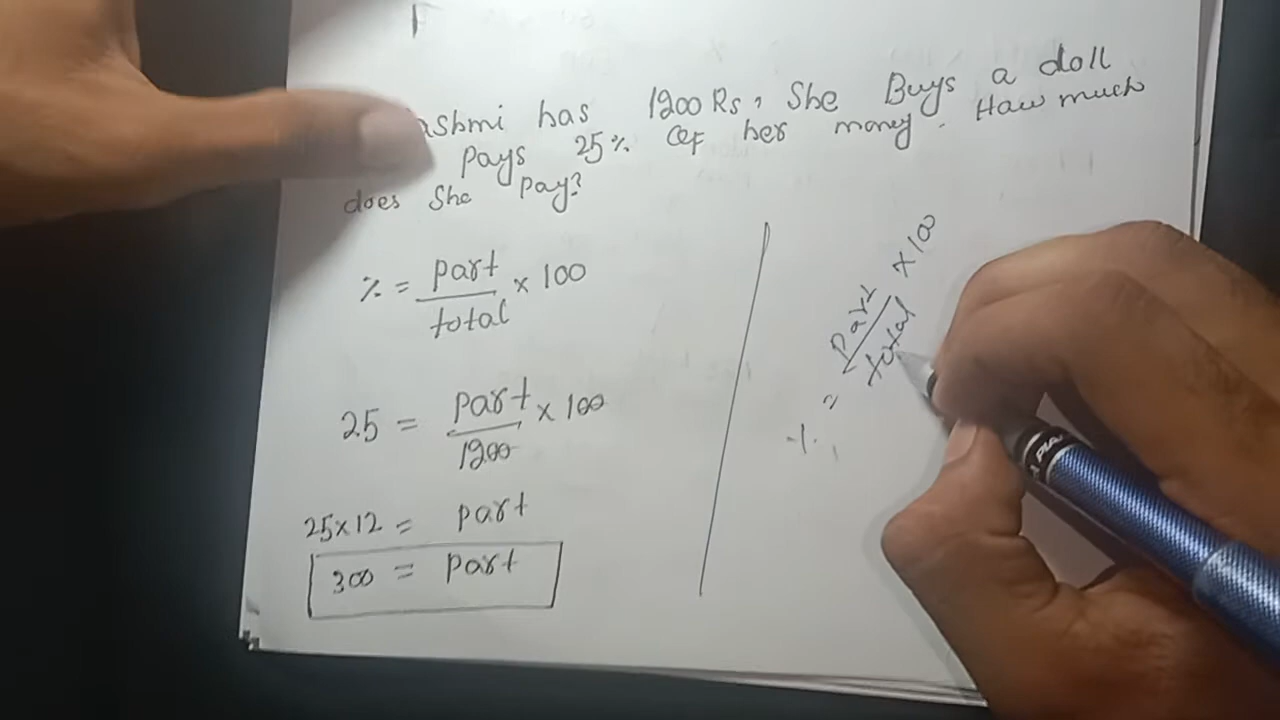 ashmi has 1200 Rs, She Buys a doll
pays 25% Of her money. Haw much
does She pay?
% = part/total × 100
25 = part/1200 × 100
25×12 = part
300 = part
% = part/total × 100